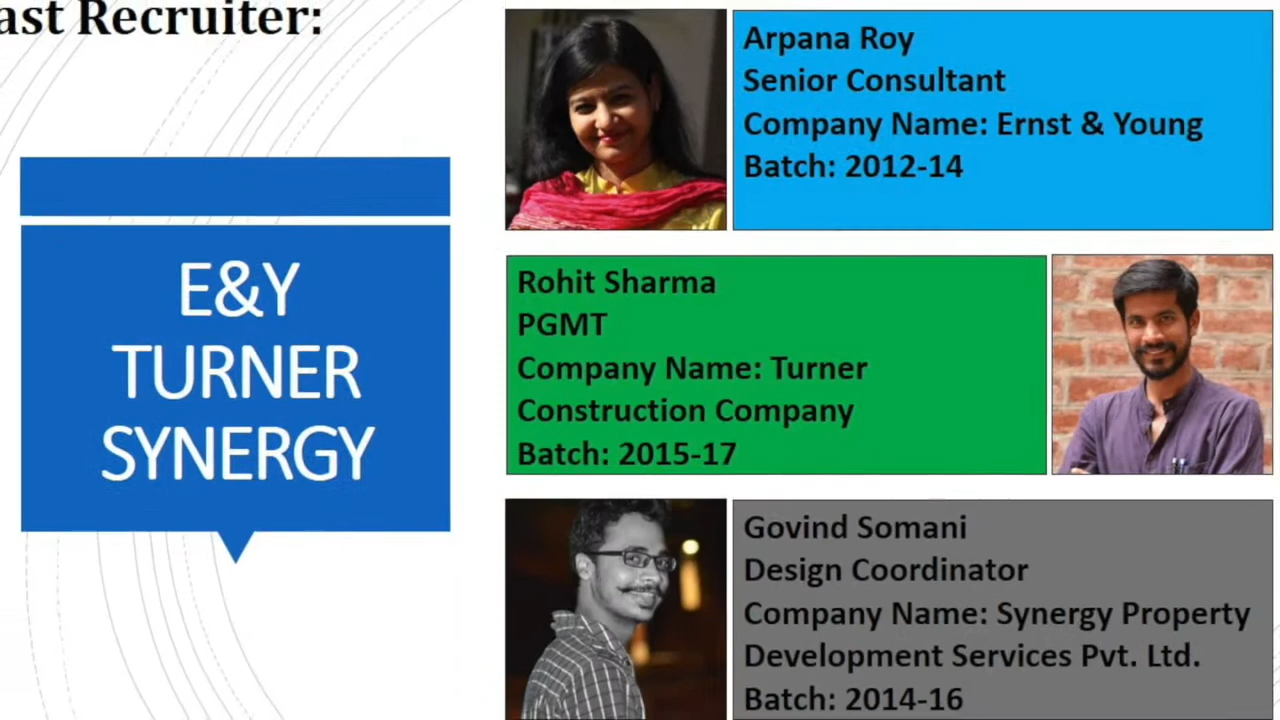 ast Recruiter:
E&Y
TURNER
SYNERGY
Arpana Roy
Senior Consultant
Company Name: Ernst & Young
Batch: 2012-14
Rohit Sharma
PGMT
Company Name: Turner
Construction Company
Batch: 2015-17
Govind Somani
Design Coordinator
Company Name: Synergy Property
Development Services Pvt. Ltd.
Batch: 2014-16